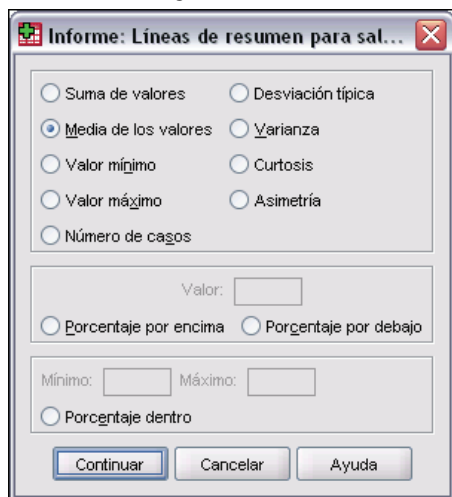 Informe: Líneas de resumen para sal...
Suma de valores
Desviación típica
Media de los valores
Varianza
Valor mínimo
Curtosis
Valor máximo
Asimetría
Número de casos
Valor:
Porcentaje por encima
Porcentaje por debajo
Mínimo:
Máximo:
Porcentaje dentro
Continuar
Cancelar
Ayuda